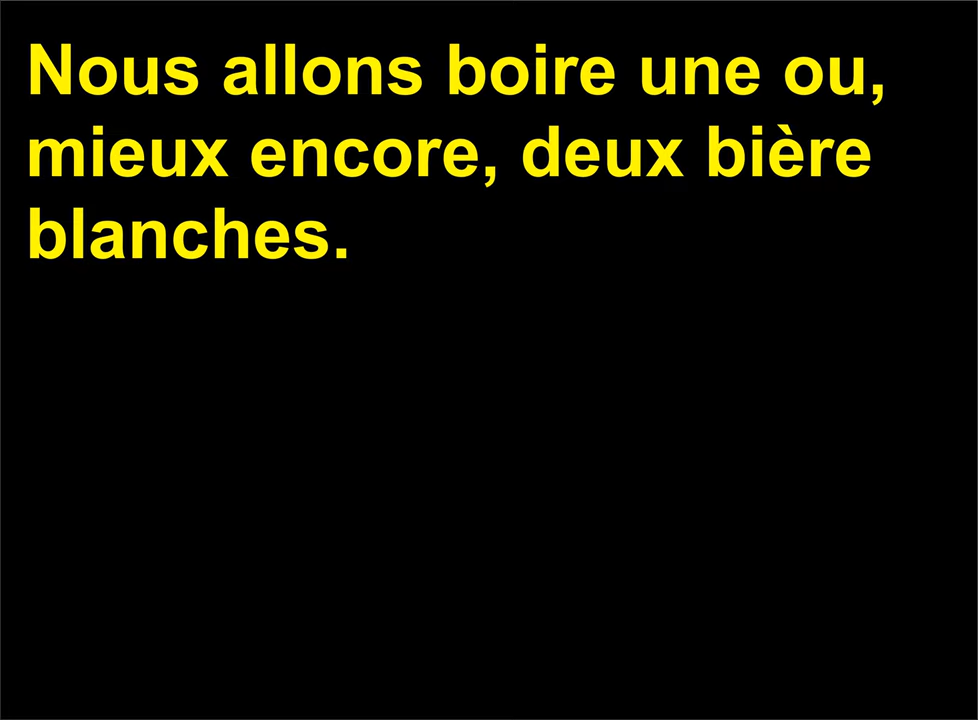 Nous allons boire une ou,
mieux encore, deux bière
blanches.